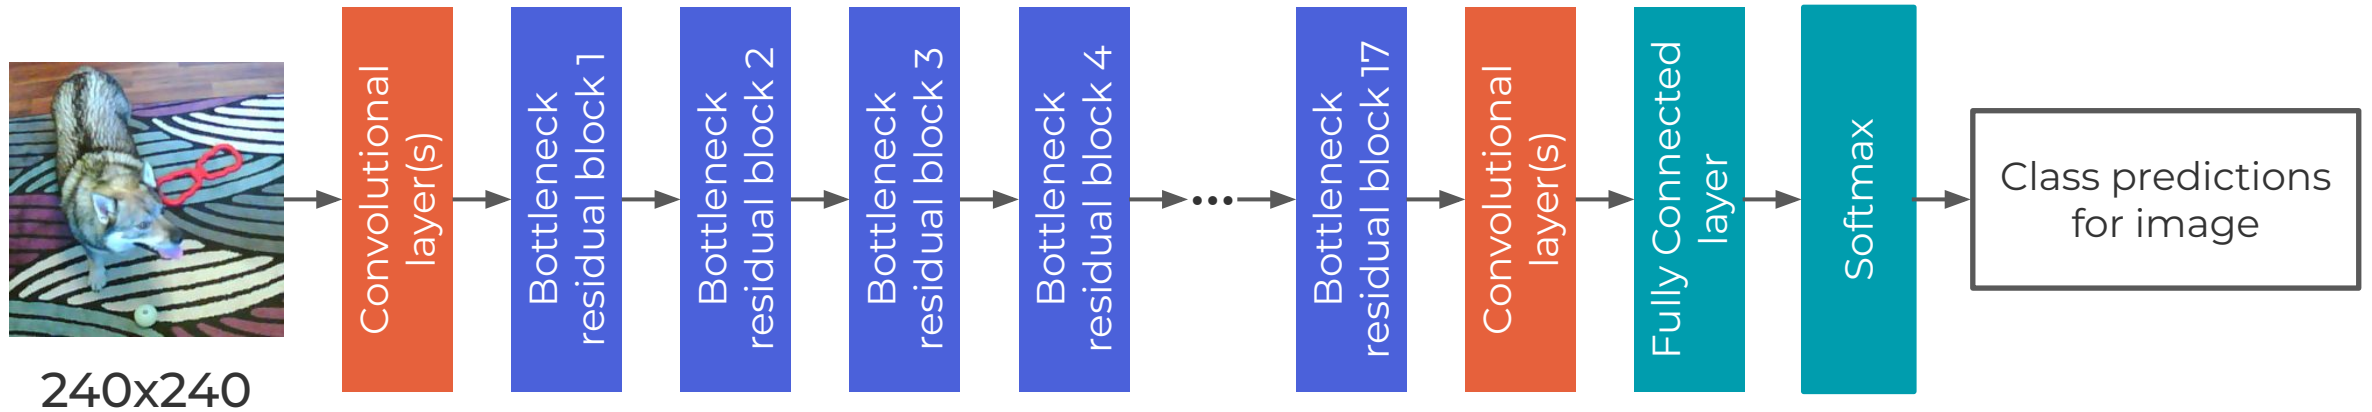 240x240
Convolutional
layer(s)
Bottleneck
residual block 1
Bottleneck
residual block 2
Bottleneck
residual block 3
Bottleneck
residual block 4
...
Bottleneck
residual block 17
Convolutional
layer(s)
Fully Connected
layer
Softmax
Class predictions
for image